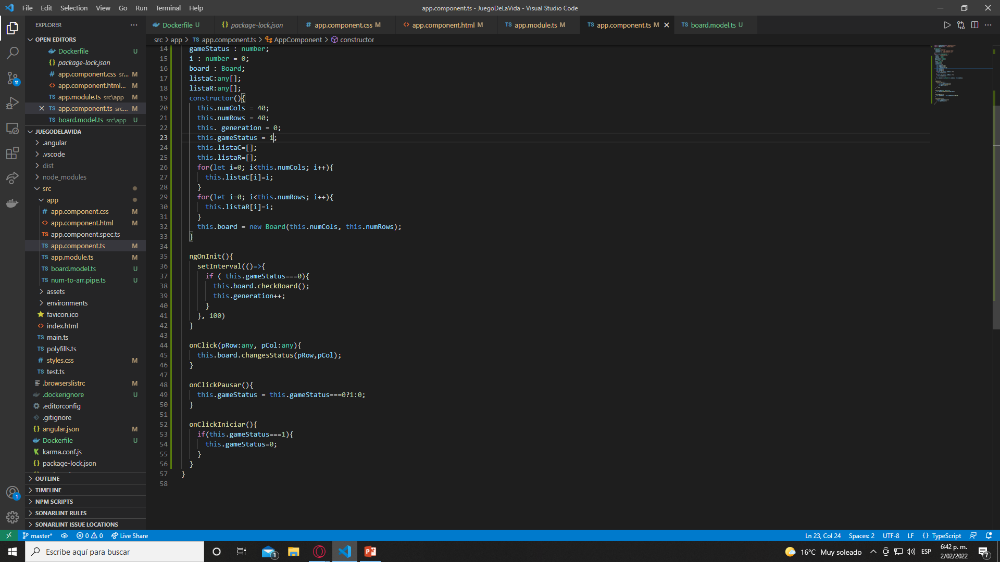 File Edit Selection View Go Run Terminal Help
app.component.ts - JuegoDeLaVida - Visual Studio Code
EXPLORER
OPEN EDITORS
Dockerfile U
package-lock.json
app.component.css sr... M
app.component.html... M
app.module.ts src\app M
app.component.ts src... M
board.model.ts src\app U
JUEGODELAVIDA
.angular
.vscode
dist
node_modules
src
app
app.component.css M
app.component.html M
app.component.spec.ts
app.component.ts M
app.module.ts M
board.model.ts U
num-to-arr.pipe.ts U
assets
environments
favicon.ico
index.html
main.ts
polyfills.ts
styles.css M
test.ts
.browserslistrc M
.dockerignore U
.editorconfig
.gitignore
angular.json M
Dockerfile U
karma.conf.js
package-lock.json
OUTLINE
TIMELINE
NPM SCRIPTS
SONARLINT RULES
SONARLINT ISSUE LOCATIONS
Dockerfile U package-lock.json app.component.css M app.component.html M app.module.ts M app.component.ts M board.model.ts U
src > app > TS app.component.ts > AppComponent > constructor
14 gameStatus : number;
15 i : number = 0;
16 board : Board;
17 listaC:any[];
18 listaR:any[];
19 constructor(){
20 this.numCols = 40;
21 this.numRows = 40;
22 this. generation = 0;
23 this.gameStatus = 1;
24 this.listaC=[];
25 this.listaR=[];
26 for(let i=0; i<this.numCols; i++){
27 this.listaC[i]=i;
28 }
29 for(let i=0; i<this.numRows; i++){
30 this.listaR[i]=i;
31 }
32 this.board = new Board(this.numCols, this.numRows);
33 }
34
35 ngOnInit(){
36 setInterval(()=>{
37 if ( this.gameStatus===0){
38 this.board.checkBoard();
39 this.generation++;
40 }
41 }, 100)
42 }
43
44 onClick(pRow:any, pCol:any){
45 this.board.changesStatus(pRow,pCol);
46 }
47
48 onClickPausar(){
49 this.gameStatus = this.gameStatus===0?1:0;
50 }
51
52 onClickIniciar(){
53 if(this.gameStatus===1){
54 this.gameStatus=0;
55 }
56 }
57 }
58
master* 0 0 Live Share
Ln 23, Col 24 Spaces: 2 UTF-8 LF {} TypeScript
Escribe aquí para buscar
16°C Muy soleado
ESP
6:42 p. m.
2/02/2022